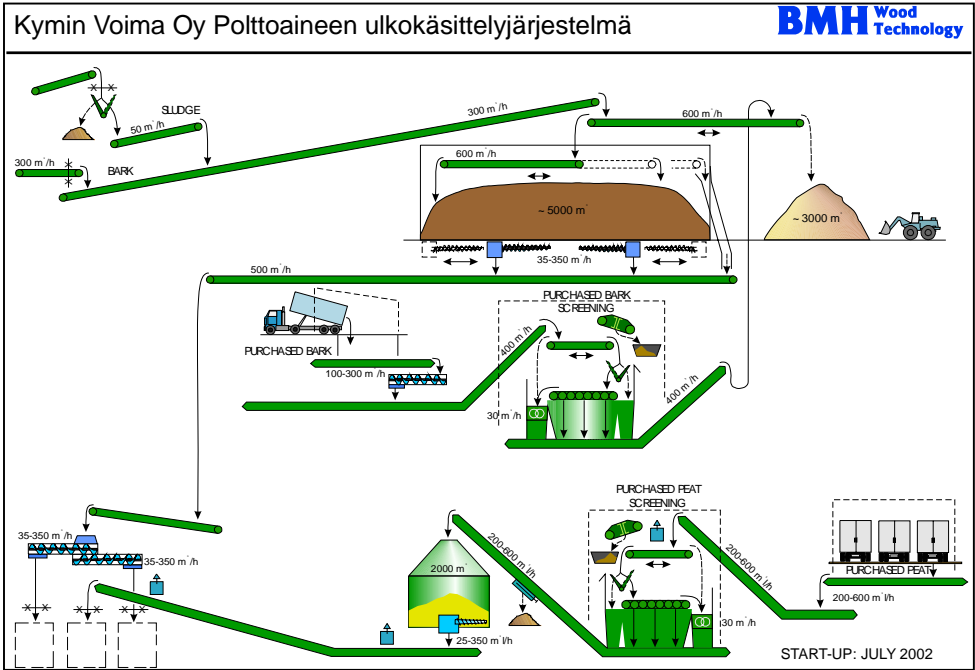 Kymin Voima Oy Polttoaineen ulkokäsittelyjärjestelmä
BMH Wood
Technology
SLUDGE
50 m³/h
300 m³/h
600 m³/h
300 m³/h
BARK
600 m³/h
~ 5000 m³
~ 3000 m³
35-350 m³/h
500 m³/h
PURCHASED BARK
SCREENING
PURCHASED BARK
100-300 m³/h
400 m³/h
400 m³/h
30 m³/h
PURCHASED PEAT
SCREENING
35-350 m³/h
35-350 m³/h
2000 m³
200-600 m³/h
200-600 m³/h
PURCHASED PEAT
200-600 m³/h
25-350 m³/h
30 m³/h
START-UP: JULY 2002